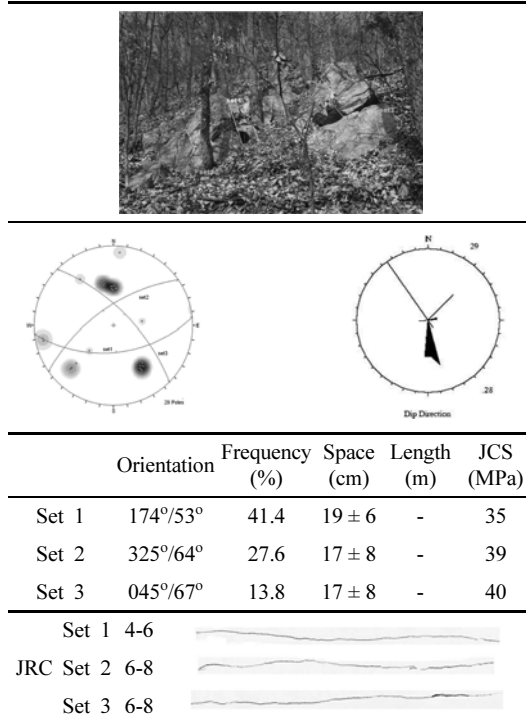 N
set2
W
E
set1
set3
S
28 Poles
N
29
.28
Dip Direction
Orientation Frequency (%) Space (cm) Length (m) JCS (MPa)
Set 1 174°/53° 41.4 19 ± 6 - 35
Set 2 325°/64° 27.6 17 ± 8 - 39
Set 3 045°/67° 13.8 17 ± 8 - 40
Set 1 4-6
JRC Set 2 6-8
Set 3 6-8